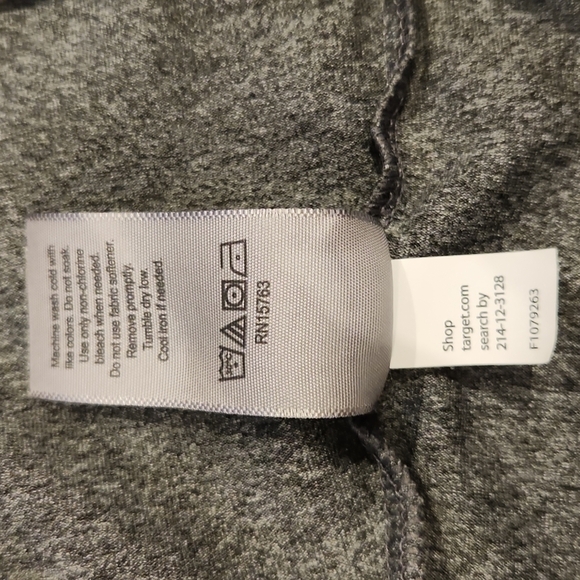 Machine wash cold with
like colors. Do not soak.
Use only non-chlorine
bleach when needed.
Do not use fabric softener.
Remove promptly.
Tumble dry low.
Cool iron if needed.
30°C
RN15763
Shop
target.com
search by
214-12-3128
F1079263